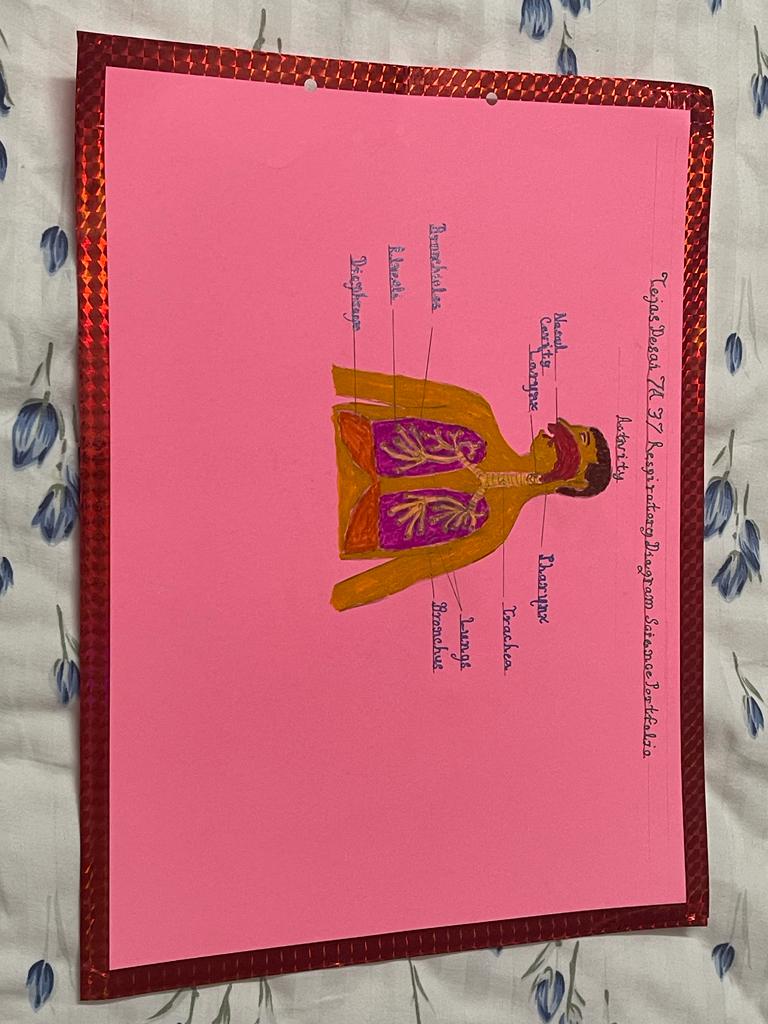 Tejas Desai 7A 37 Respiratory Diagram Science Portfolio
Activity
Nasal
Cavity
Larynx
Pharynx
Trachea
Lungs
Bronchus
Bronchioles
Alveoli
Diaphragm